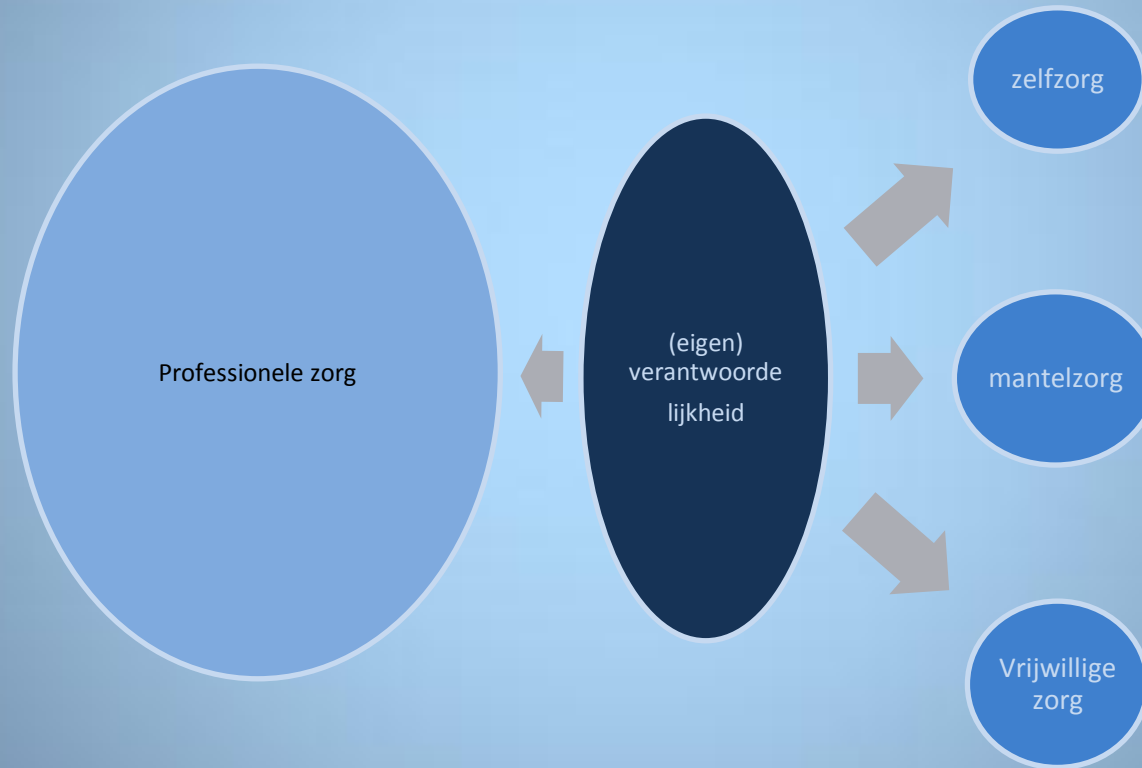 Professionele zorg
(eigen)
verantwoorde
lijkheid
zelfzorg
mantelzorg
Vrijwillige
zorg